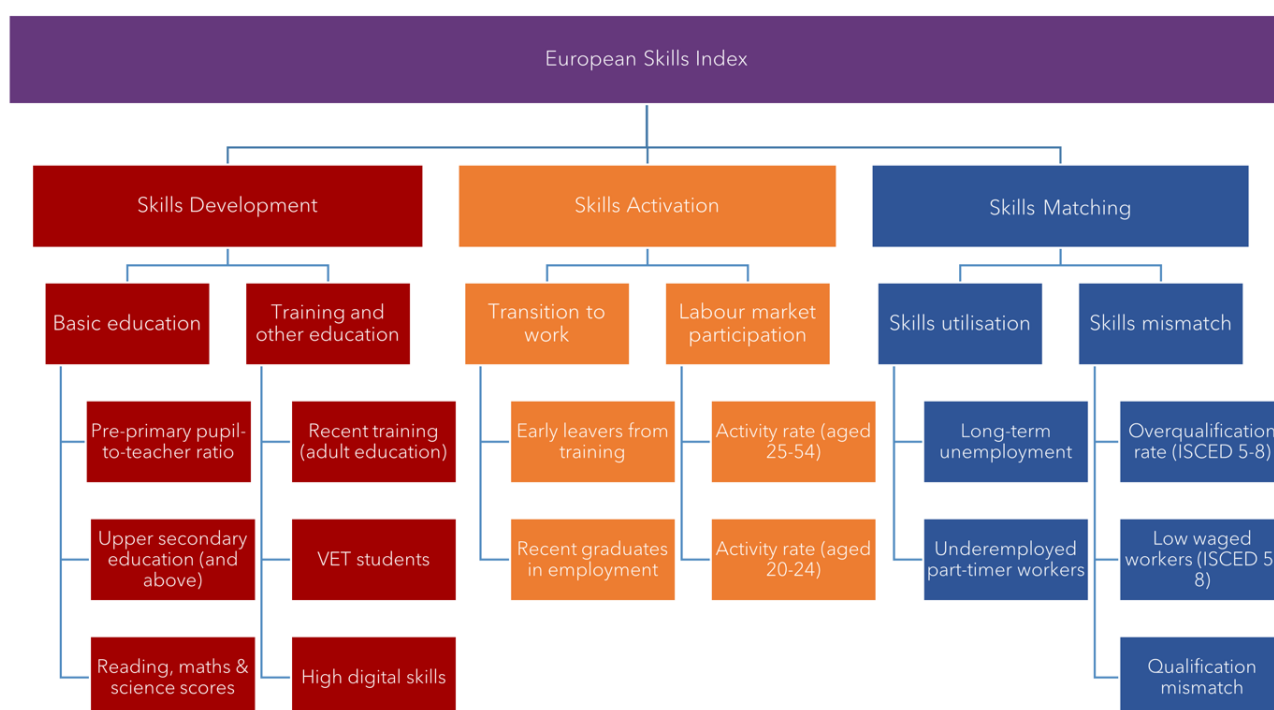 European Skills Index
Skills Development
Skills Activation
Skills Matching
Basic education
Training and
other education
Transition to
work
Labour market
participation
Skills utilisation
Skills mismatch
Pre-primary pupil-
to-teacher ratio
Recent training
(adult education)
Early leavers from
training
Activity rate (aged
25-54)
Long-term
unemployment
Overqualification
rate (ISCED 5-8)
Upper secondary
education (and
above)
VET students
Recent graduates
in employment
Activity rate (aged
20-24)
Underemployed
part-timer workers
Low waged
workers (ISCED 5-
8)
Reading, maths &
science scores
High digital skills
Qualification
mismatch